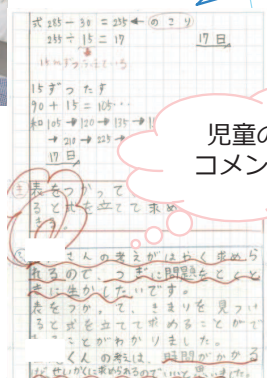 式 285 - 30 = 255 ← のこり
255 ÷ 15 = 17 17日
15ずつたす
90 + 15 = 105…
和 105 → 120 → 135 →
→ 210 → 225 →
17日
児童の
コメン
表をつかって
ると式を立てて求め
る。
さんの考えがはやく求めら
れるので、つぎに問題をとくと
きに生かしたいです。
表をつかって、きまりを見つけ
ると式を立てて求めることがで
ることがわかりました。
くんの考えは、時間がかかる
けどせいかくに求められるのでいいと思いました。